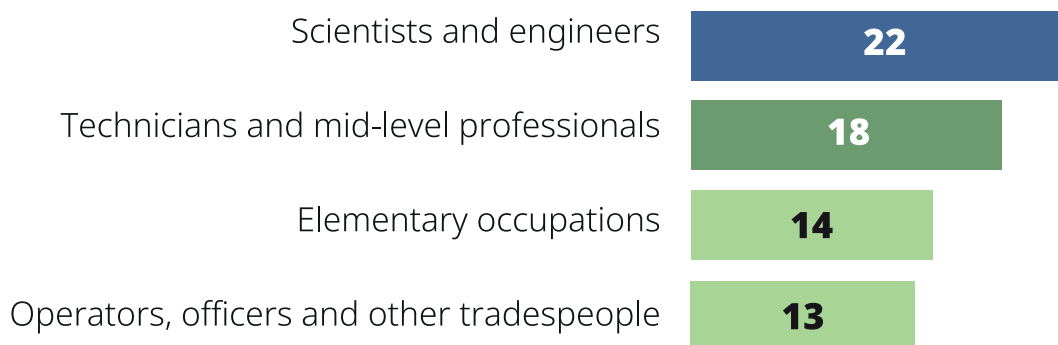 Scientists and engineers 22
Technicians and mid-level professionals 18
Elementary occupations 14
Operators, officers and other tradespeople 13